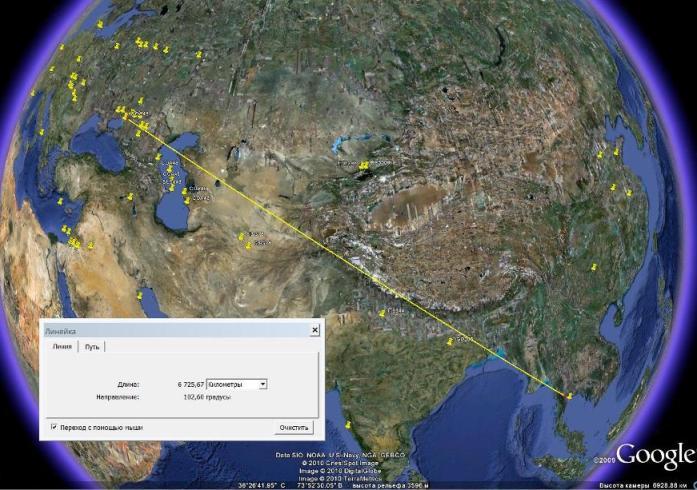 Линейка
Линия Путь
Длина: 6 725,67 Километры
Направление: 102,60 градусы
Переход с помощью мыши Очистить
Data SIO, NOAA, U.S. Navy, NGA, GEBCO
© 2010 Cnes/Spot Image
Image © 2010 DigitalGlobe
Image © 2010 TerraMetrics
©2009 Google
36°26'41.95" С 73°52'30.05" В высота рельефа 3596 м Высота камеры 6928.88 км